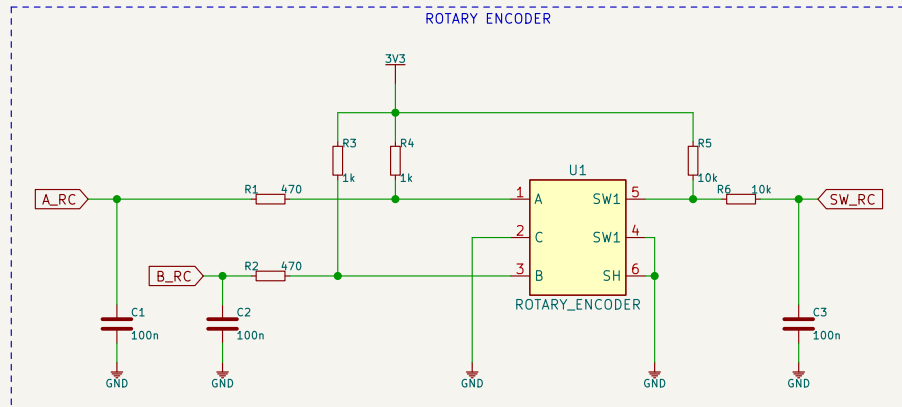 ROTARY ENCODER
3V3
R3
1k
R4
1k
R5
10k
U1
A_RC
R1 470
1 A
SW1 5
R6 10k
SW_RC
2 C
SW1 4
B_RC
R2 470
3 B
SH 6
ROTARY_ENCODER
C1
100n
C2
100n
C3
100n
GND
GND
GND
GND
GND